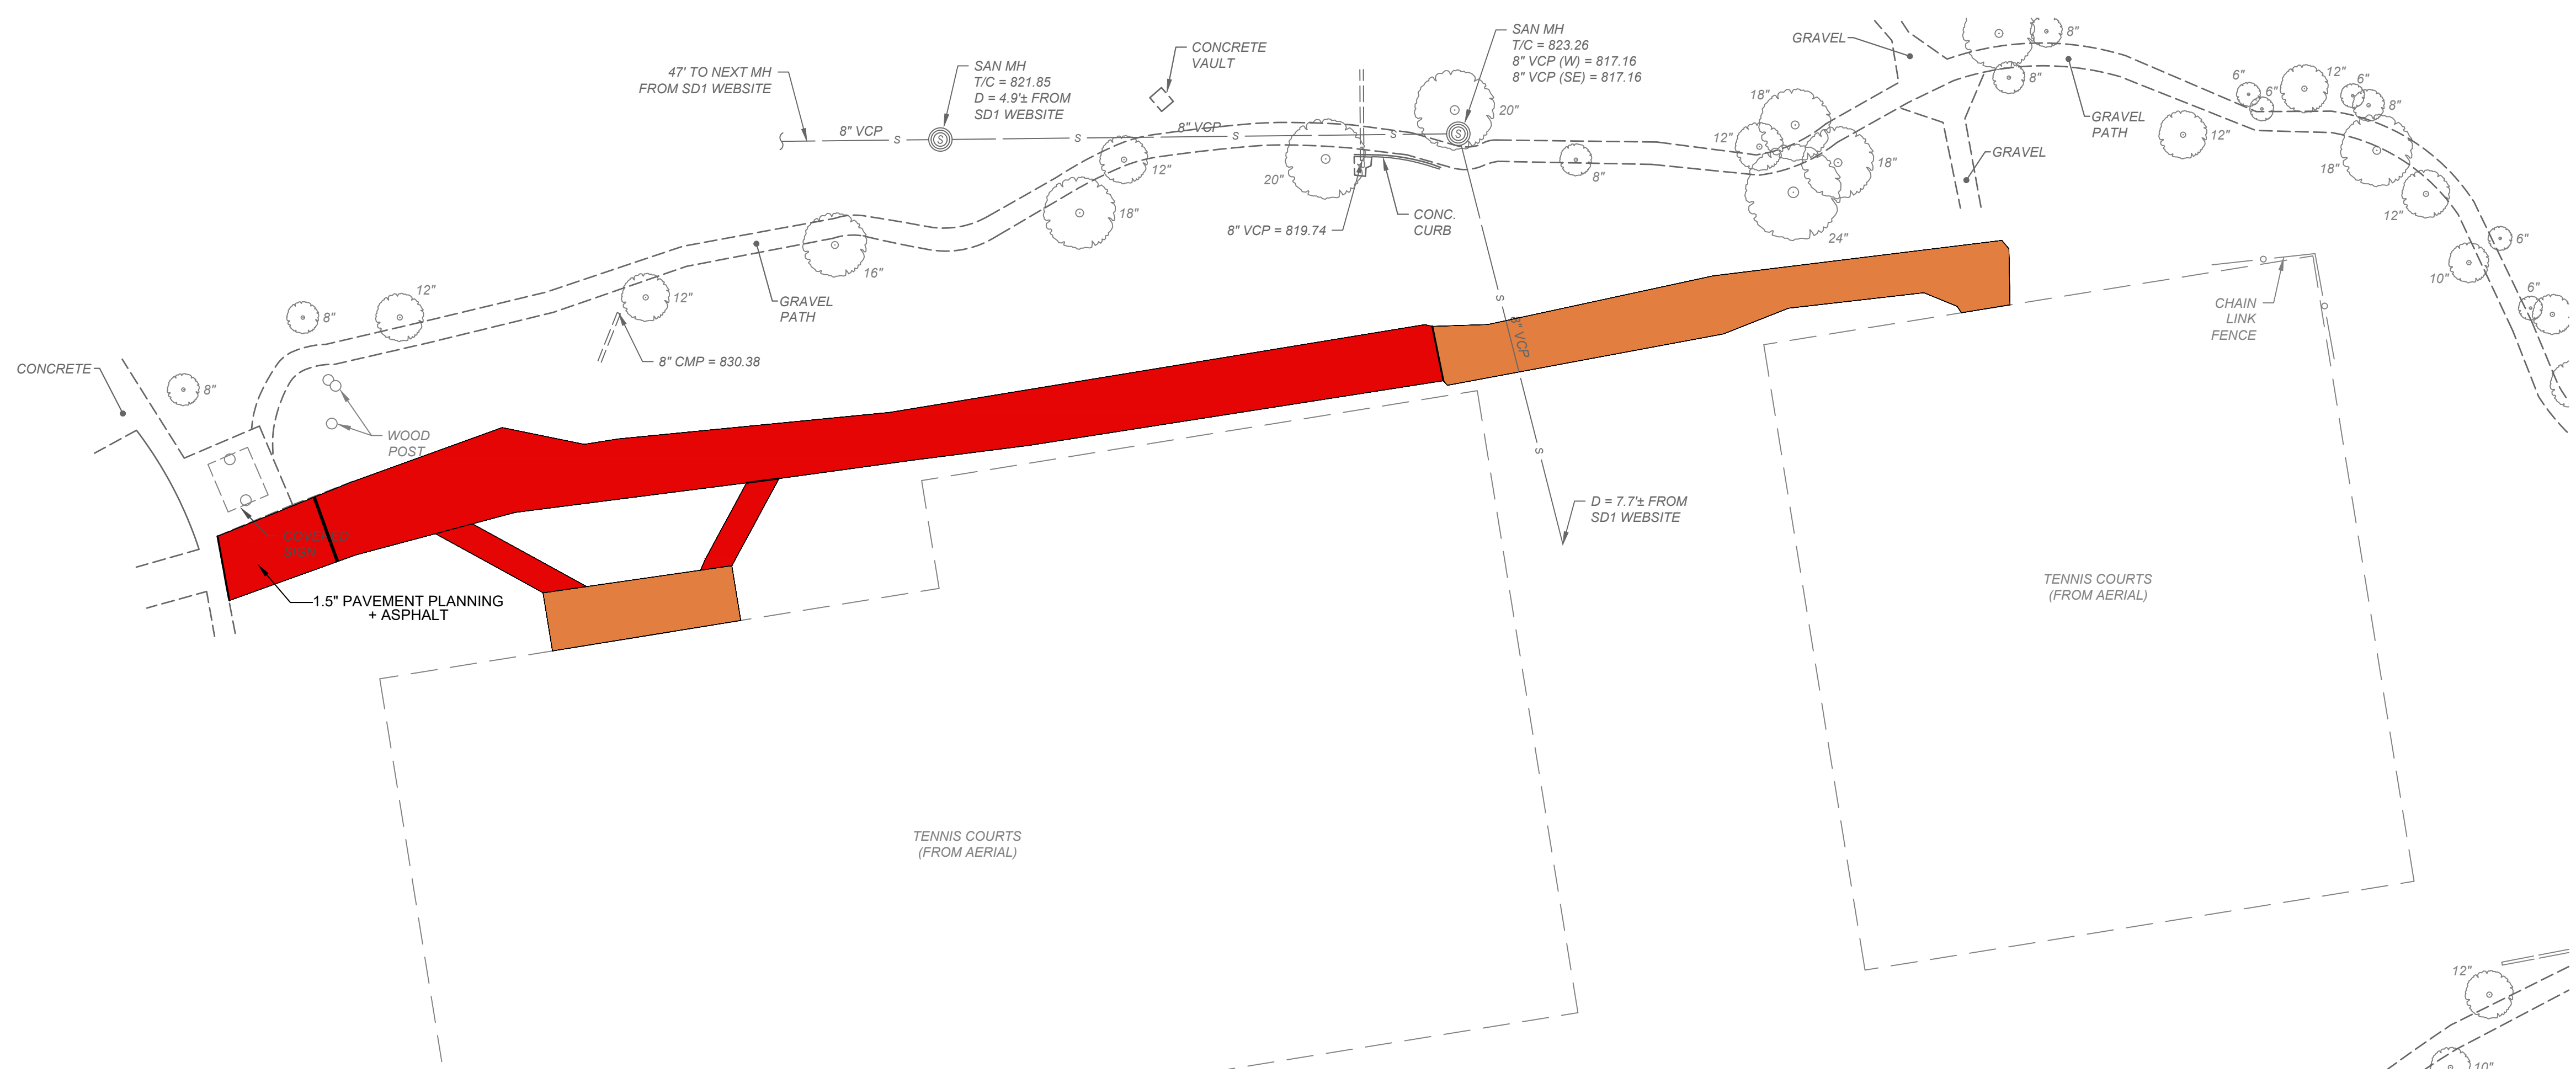 47' TO NEXT MH
FROM SD1 WEBSITE
8" VCP
S
SAN MH
T/C = 821.85
D = 4.9'± FROM
SD1 WEBSITE
S
S
CONCRETE
VAULT
8" VCP
S
S
SAN MH
T/C = 823.26
8" VCP (W) = 817.16
8" VCP (SE) = 817.16
20"
S
GRAVEL
8"
8"
GRAVEL
PATH
GRAVEL
6"
6"
12"
6"
8"
12"
18"
12"
18"
12"
18"
24"
8"
20"
12"
18"
8" VCP = 819.74
CONC.
CURB
16"
GRAVEL
PATH
12"
8" CMP = 830.38
12"
8"
8"
CONCRETE
WOOD
POST
COVERED
SIGN
1.5" PAVEMENT PLANNING
+ ASPHALT
S
8" VCP
S
D = 7.7'± FROM
SD1 WEBSITE
CHAIN
LINK
FENCE
10"
6"
6"
TENNIS COURTS
(FROM AERIAL)
TENNIS COURTS
(FROM AERIAL)
12"
10"